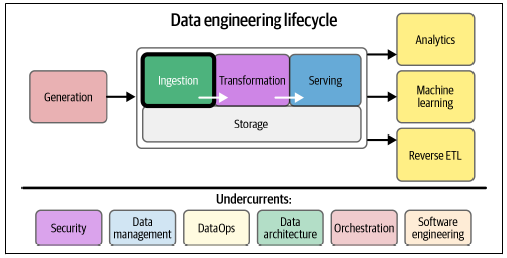 Data engineering lifecycle
Generation
Ingestion
Transformation
Serving
Storage
Analytics
Machine
learning
Reverse ETL
Undercurrents:
Security
Data
management
DataOps
Data
architecture
Orchestration
Software
engineering